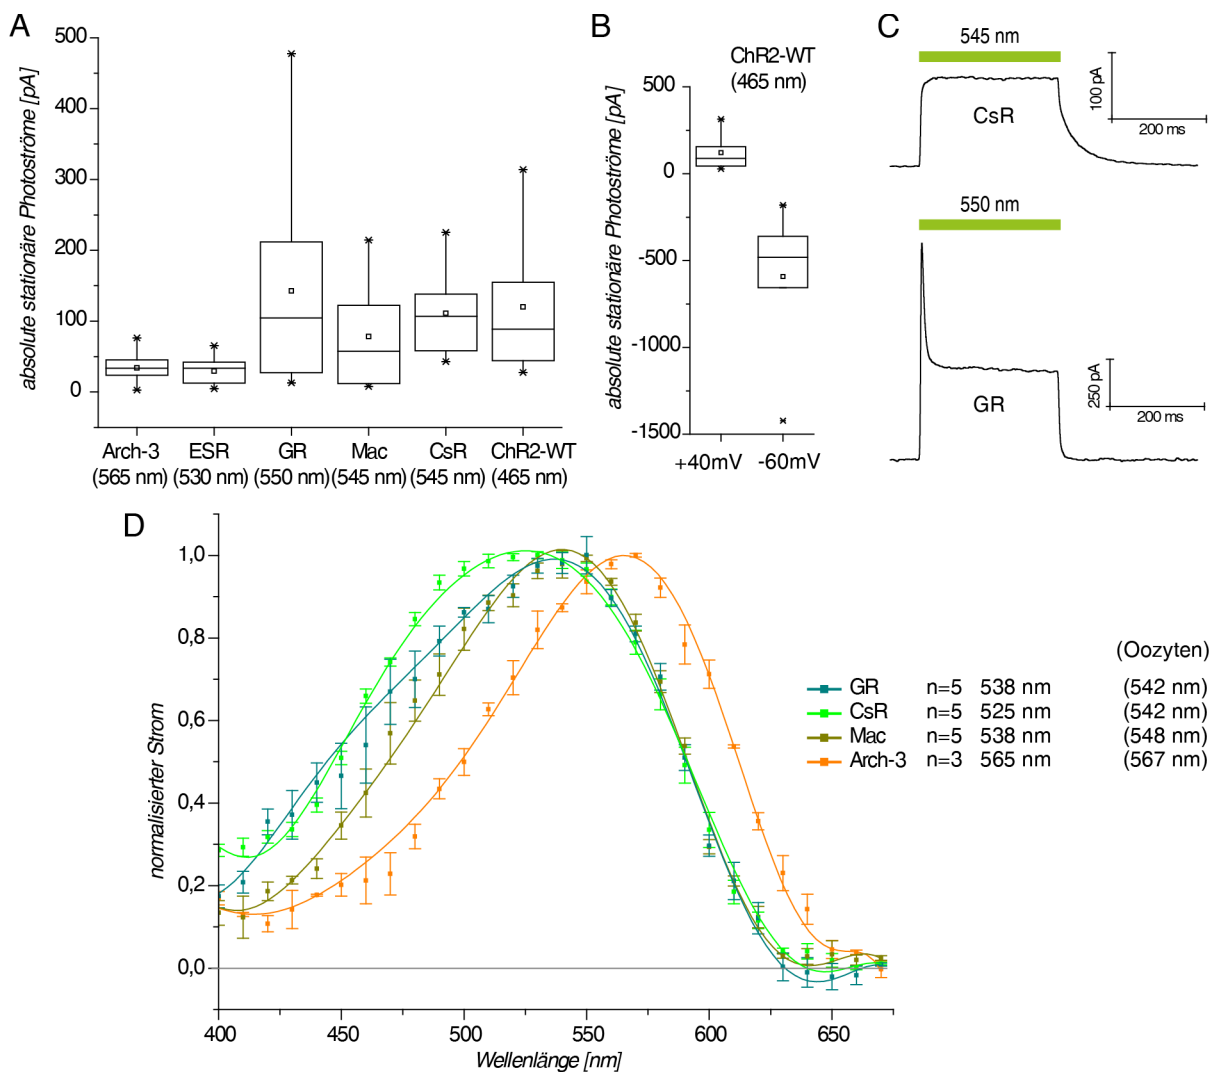 A
absolute stationäre Photoströme [pA]
500
400
300
200
100
0
Arch-3 ESR GR Mac CsR ChR2-WT
(565 nm) (530 nm) (550 nm) (545 nm) (545 nm) (465 nm)
B
ChR2-WT
(465 nm)
absolute stationäre Photoströme [pA]
500
0
-500
-1000
-1500
+40mV -60mV
C
545 nm
CsR
100 pA
200 ms
550 nm
GR
250 pA
200 ms
D
normalisierter Strom
1,0
0,8
0,6
0,4
0,2
0,0
400 450 500 550 600 650
Wellenlänge [nm]
(Oozyten)
GR n=5 538 nm (542 nm)
CsR n=5 525 nm (542 nm)
Mac n=5 538 nm (548 nm)
Arch-3 n=3 565 nm (567 nm)